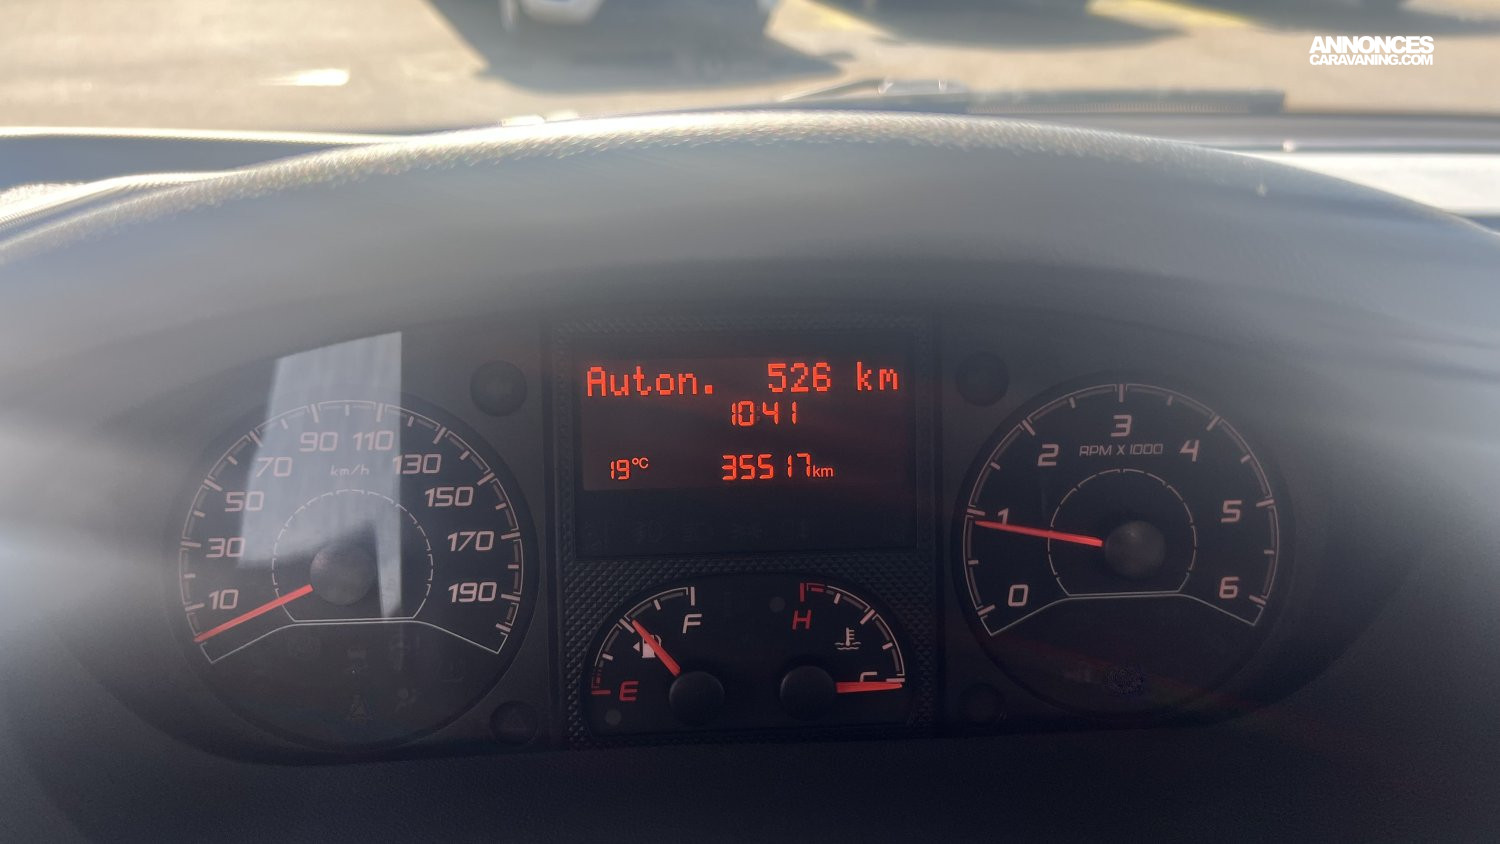 ANNONCES
CARAVANING.COM
Auton. 526 km
10:41
19°C 35517km
10 30 50 70 90 110 130 150 170 190
km/h
0 1 2 3 4 5 6
RPM X 1000
E F
H C